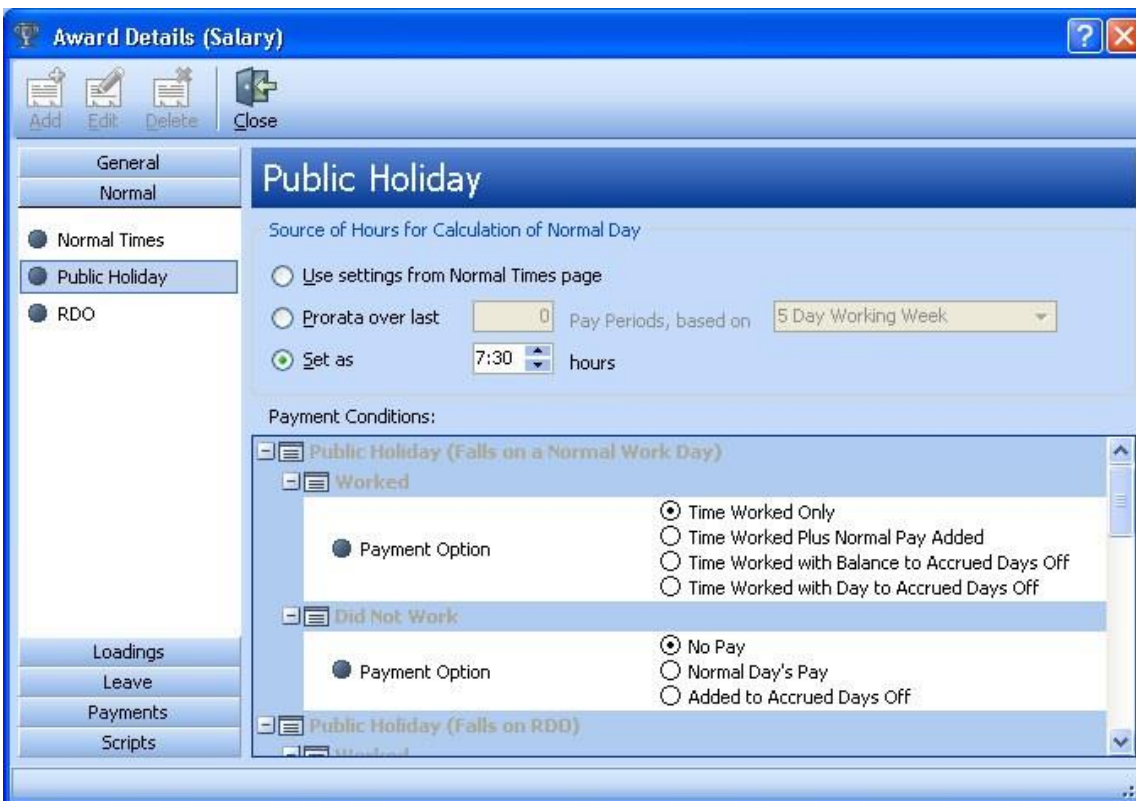 Award Details (Salary)
Add Edit Delete Close
General
Normal
Normal Times
Public Holiday
RDO
Loadings
Leave
Payments
Scripts
Public Holiday
Source of Hours for Calculation of Normal Day
Use settings from Normal Times page
Prorata over last 0 Pay Periods, based on 5 Day Working Week
Set as 7:30 hours
Payment Conditions:
Public Holiday (Falls on a Normal Work Day)
Worked
Payment Option
Time Worked Only
Time Worked Plus Normal Pay Added
Time Worked with Balance to Accrued Days Off
Time Worked with Day to Accrued Days Off
Did Not Work
Payment Option
No Pay
Normal Day's Pay
Added to Accrued Days Off
Public Holiday (Falls on RDO)
Worked